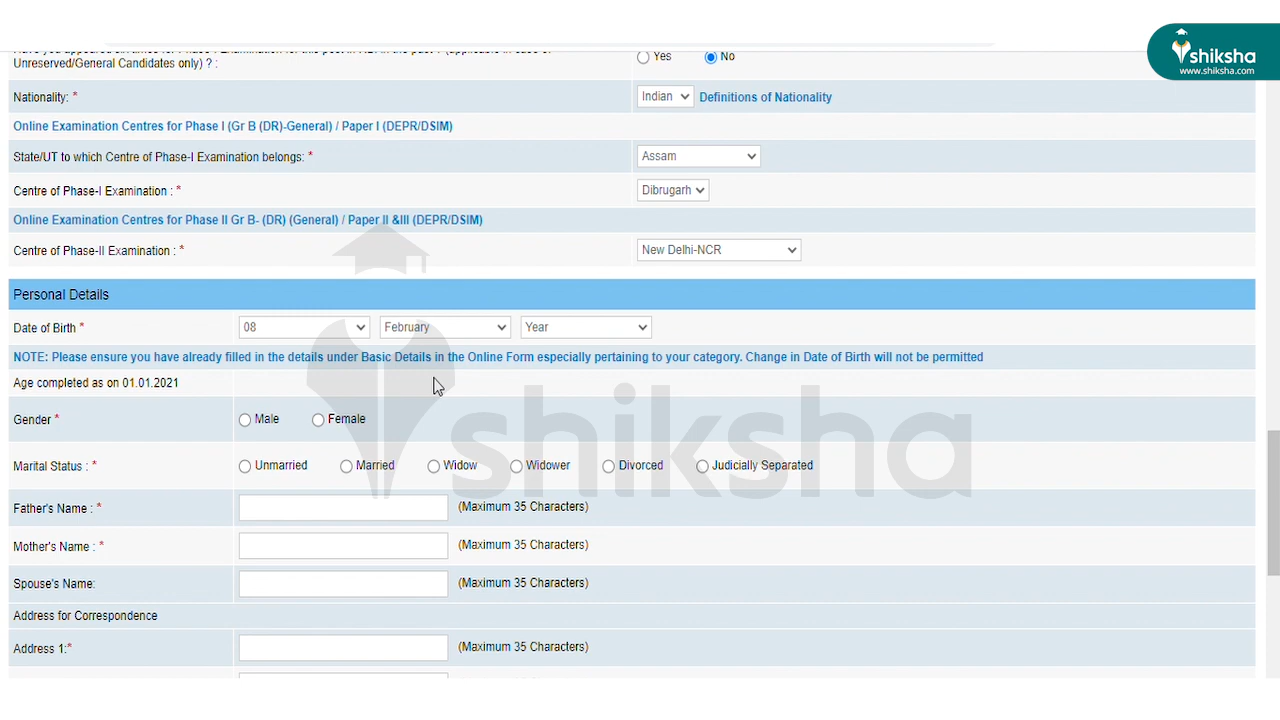 shiksha
www.shiksha.com
Unreserved/General Candidates only) ? :
Yes No
Nationality: * Indian Definitions of Nationality
Online Examination Centres for Phase I (Gr B (DR)-General) / Paper I (DEPR/DSIM)
State/UT to which Centre of Phase-I Examination belongs: * Assam
Centre of Phase-I Examination : * Dibrugarh
Online Examination Centres for Phase II Gr B- (DR) (General) / Paper II &III (DEPR/DSIM)
Centre of Phase-II Examination : * New Delhi-NCR
Personal Details
Date of Birth * 08 February Year
NOTE: Please ensure you have already filled in the details under Basic Details in the Online Form especially pertaining to your category. Change in Date of Birth will not be permitted
Age completed as on 01.01.2021
Gender * Male Female
shiksha
Marital Status : * Unmarried Married Widow Widower Divorced Judicially Separated
Father's Name : * (Maximum 35 Characters)
Mother's Name : * (Maximum 35 Characters)
Spouse's Name: (Maximum 35 Characters)
Address for Correspondence
Address 1:* (Maximum 35 Characters)